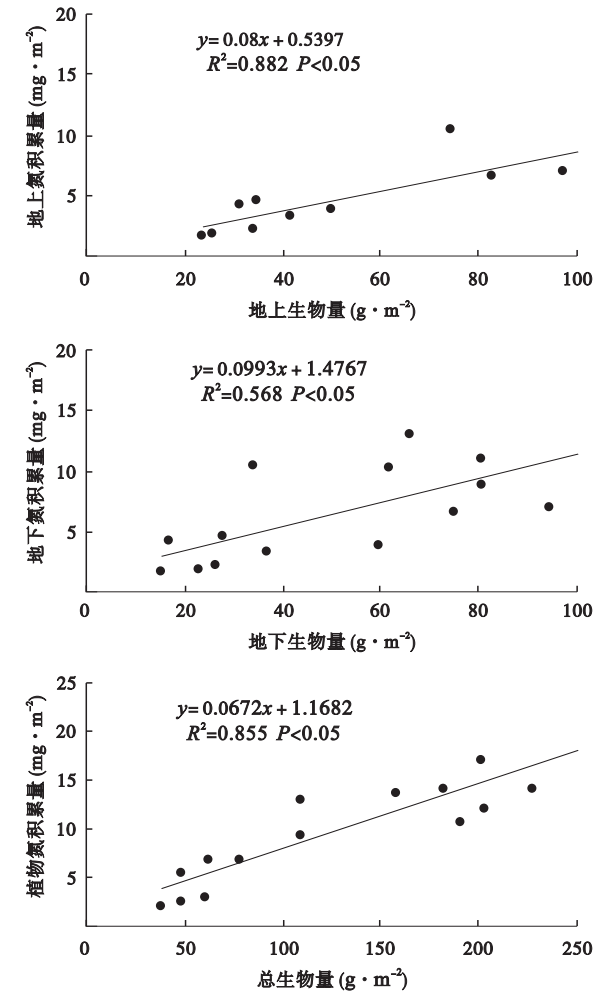 20
y= 0.08x + 0.5397
R²=0.882 P<0.05
15
10
5
地上氮积累量 (mg · m⁻²)
0 20 40 60 80 100
地上生物量 (g · m⁻²)
20
y= 0.0993x + 1.4767
R²=0.568 P<0.05
15
10
5
地下氮积累量 (mg · m⁻²)
0 20 40 60 80 100
地下生物量 (g · m⁻²)
25
y= 0.0672x + 1.1682
R²=0.855 P<0.05
20
15
10
5
植物氮积累量 (mg · m⁻²)
0 50 100 150 200 250
总生物量 (g · m⁻²)